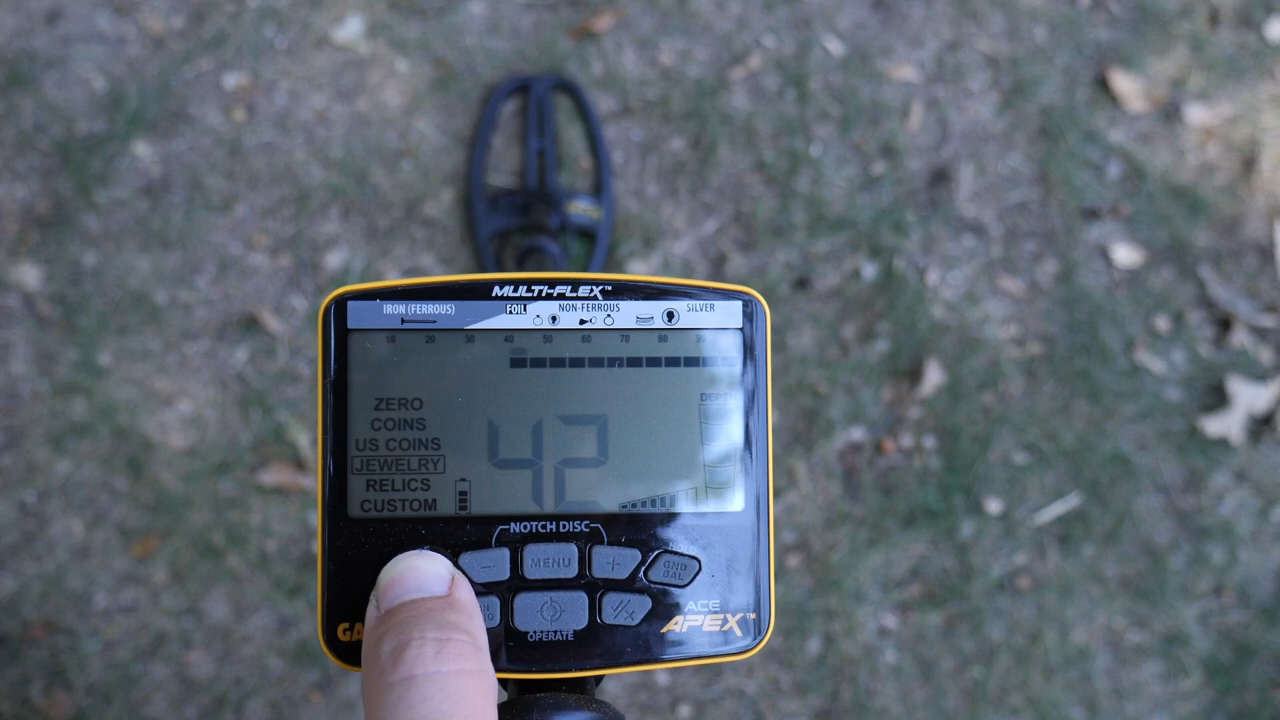 MULTI-FLEX™
IRON (FERROUS) FOIL NON-FERROUS SILVER
10 20 30 40 50 60 70 80 90
ZERO
COINS
US COINS
JEWELRY
RELICS
CUSTOM
42
DEPTH
NOTCH DISC
- MENU + GND BAL
OPERATE
ACE
APEX™
GA